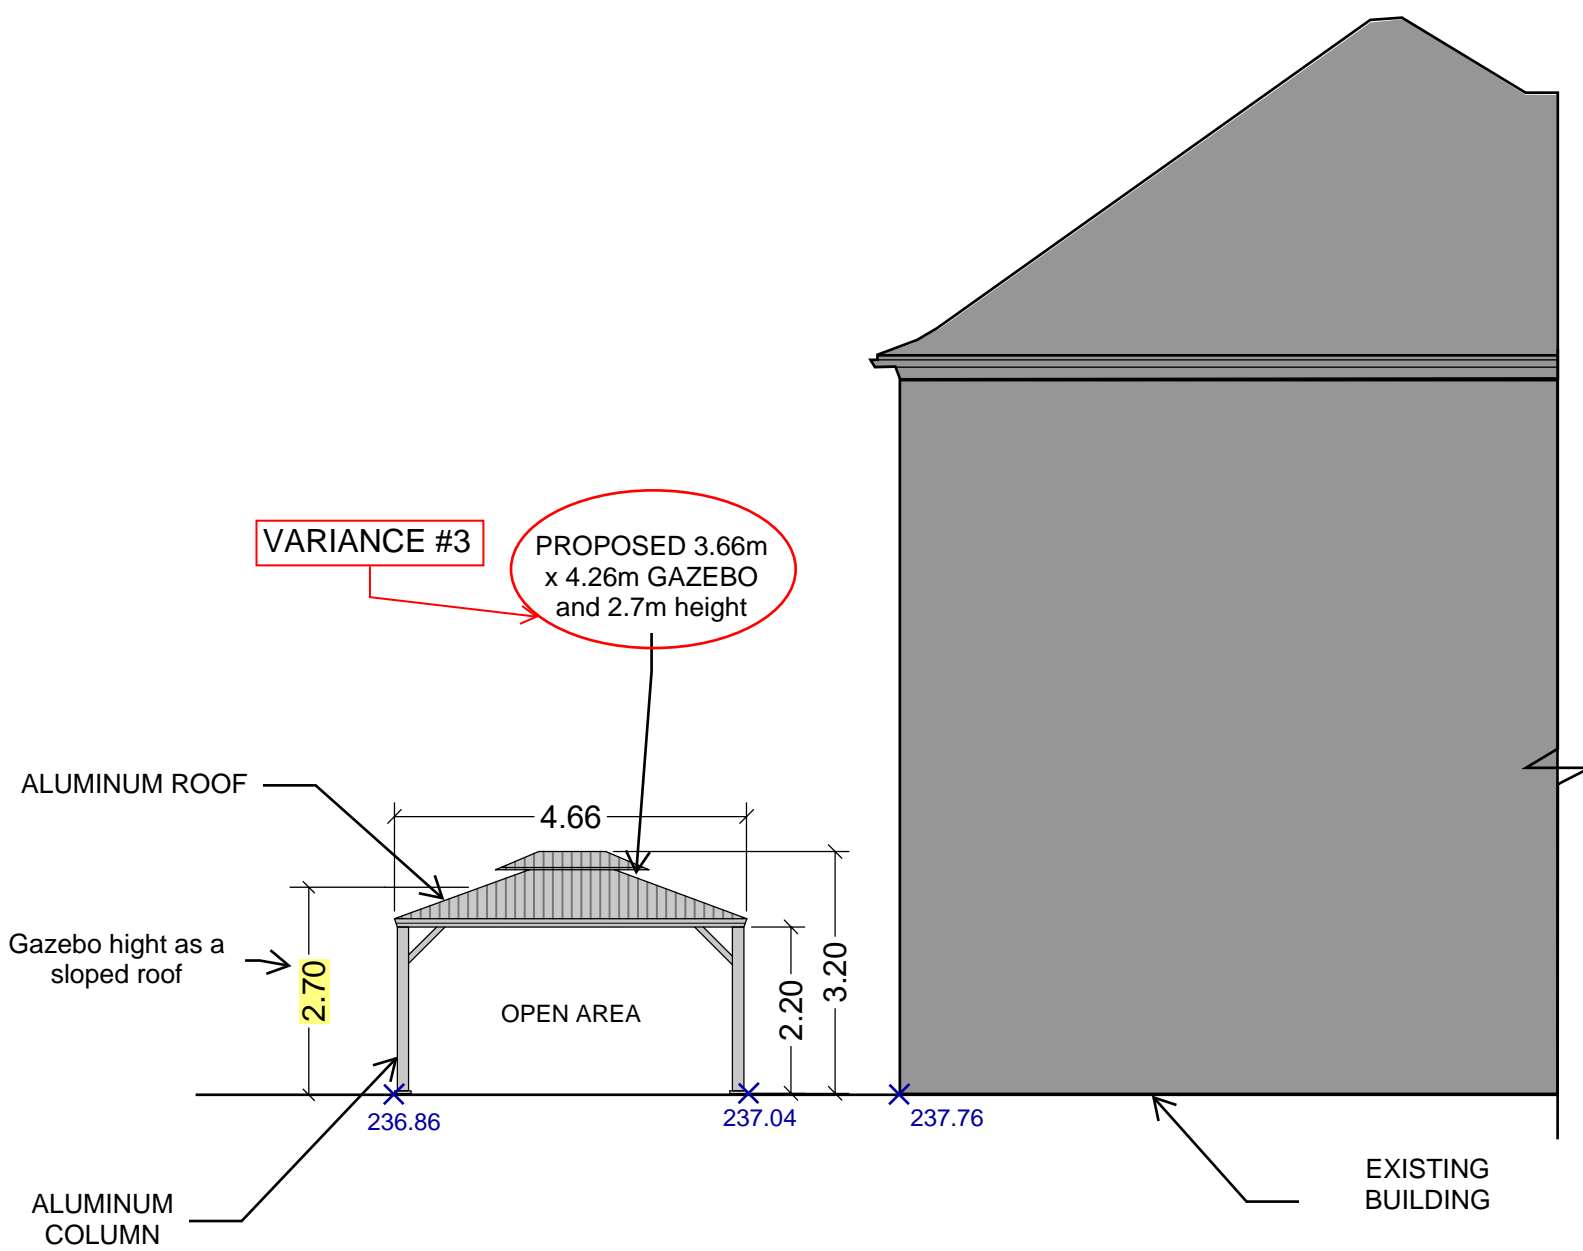 VARIANCE #3
PROPOSED 3.66m
x 4.26m GAZEBO
and 2.7m height
ALUMINUM ROOF
4.66
Gazebo hight as a
sloped roof
2.70
OPEN AREA
2.20
3.20
236.86
237.04
237.76
ALUMINUM
COLUMN
EXISTING
BUILDING